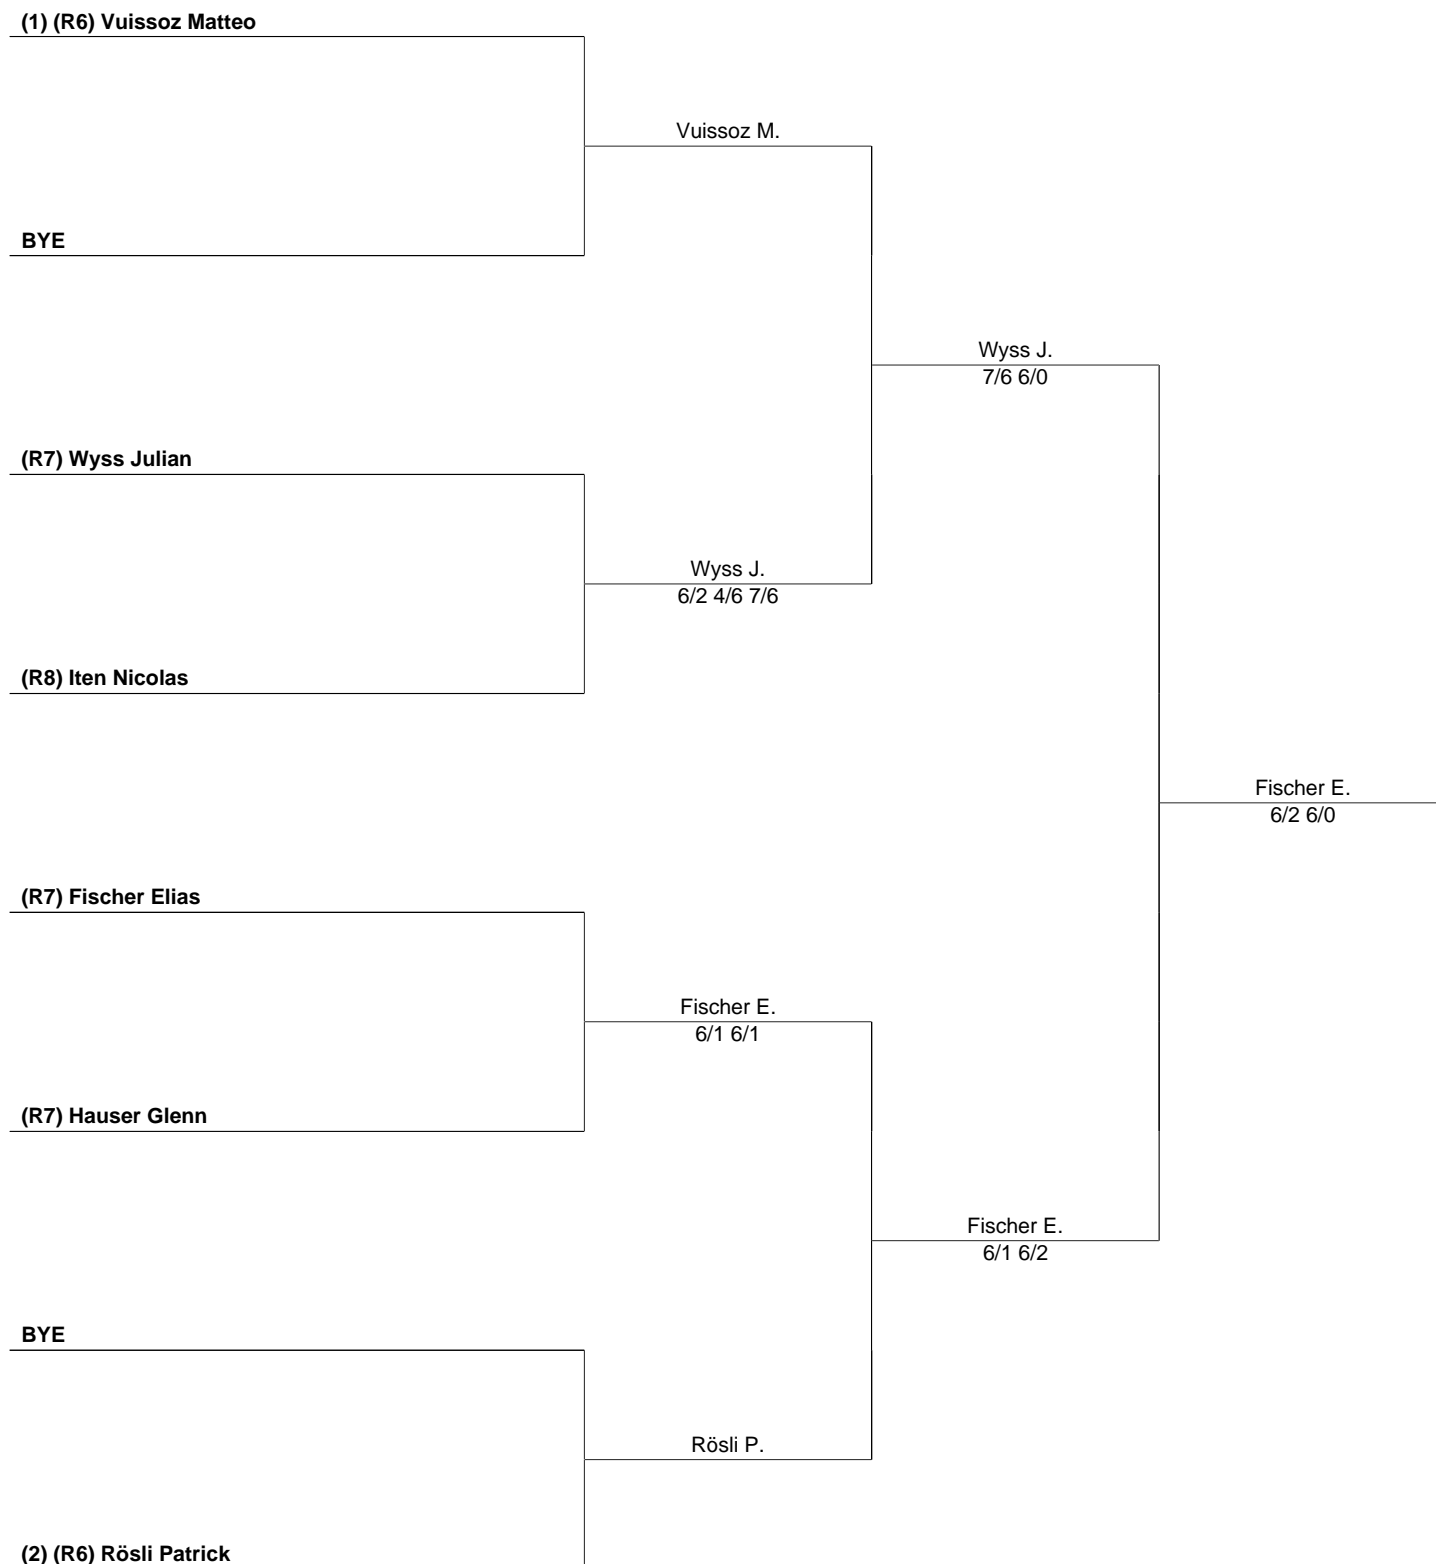 (1) (R6) Vuissoz Matteo
Vuissoz M.
BYE
Wyss J.
7/6 6/0
(R7) Wyss Julian
Wyss J.
6/2 4/6 7/6
(R8) Iten Nicolas
Fischer E.
6/2 6/0
(R7) Fischer Elias
Fischer E.
6/1 6/1
(R7) Hauser Glenn
Fischer E.
6/1 6/2
BYE
Rösli P.
(2) (R6) Rösli Patrick